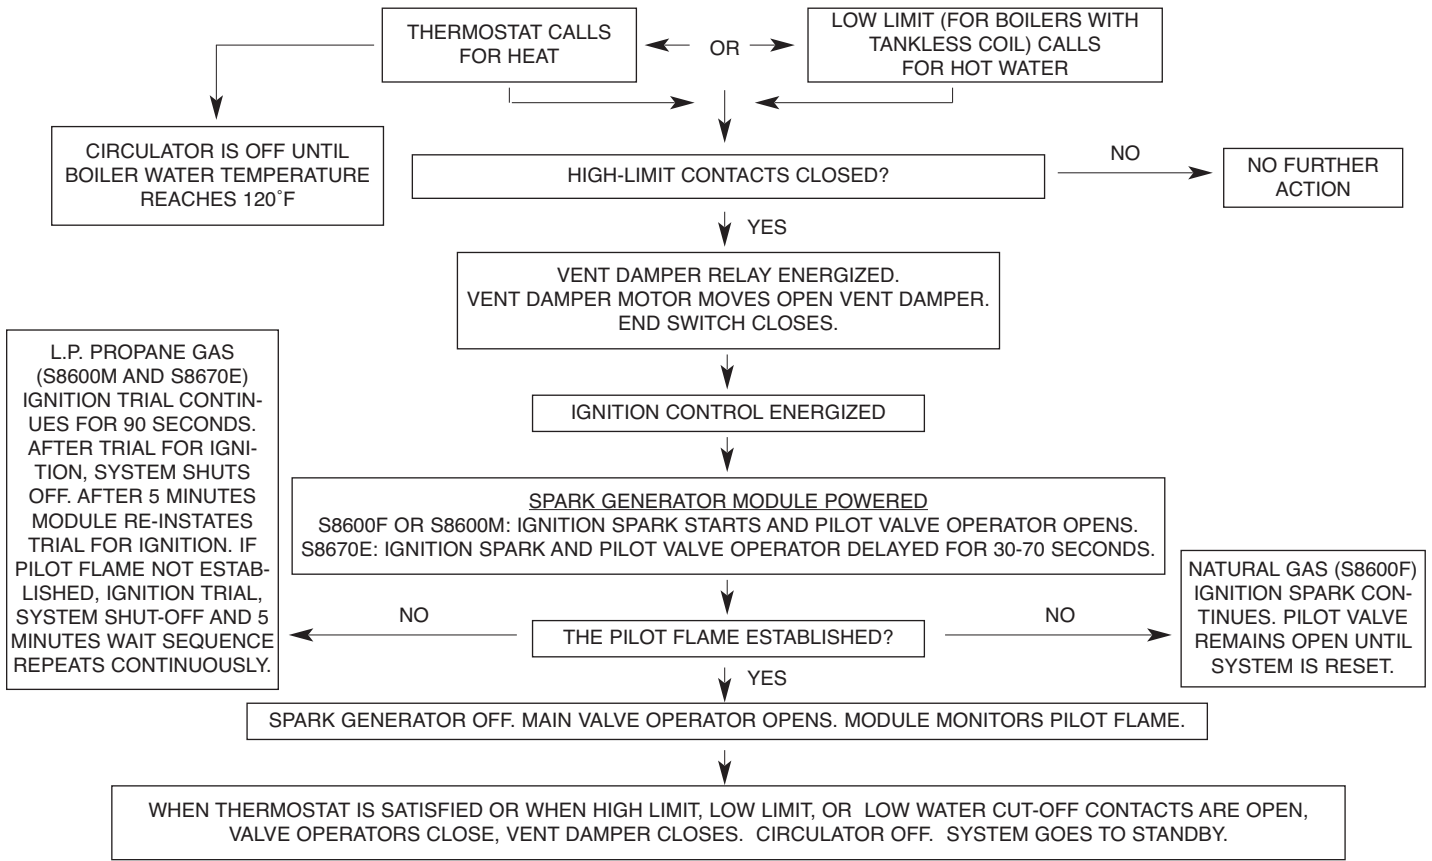 THERMOSTAT CALLS
FOR HEAT
OR
LOW LIMIT (FOR BOILERS WITH
TANKLESS COIL) CALLS
FOR HOT WATER
CIRCULATOR IS OFF UNTIL
BOILER WATER TEMPERATURE
REACHES 120˚F
HIGH-LIMIT CONTACTS CLOSED?
NO
NO FURTHER
ACTION
YES
VENT DAMPER RELAY ENERGIZED.
VENT DAMPER MOTOR MOVES OPEN VENT DAMPER.
END SWITCH CLOSES.
IGNITION CONTROL ENERGIZED
SPARK GENERATOR MODULE POWERED
S8600F OR S8600M: IGNITION SPARK STARTS AND PILOT VALVE OPERATOR OPENS.
S8670E: IGNITION SPARK AND PILOT VALVE OPERATOR DELAYED FOR 30-70 SECONDS.
L.P. PROPANE GAS
(S8600M AND S8670E)
IGNITION TRIAL CONTIN-
UES FOR 90 SECONDS.
AFTER TRIAL FOR IGNI-
TION, SYSTEM SHUTS
OFF. AFTER 5 MINUTES
MODULE RE-INSTATES
TRIAL FOR IGNITION. IF
PILOT FLAME NOT ESTAB-
LISHED, IGNITION TRIAL,
SYSTEM SHUT-OFF AND 5
MINUTES WAIT SEQUENCE
REPEATS CONTINUOUSLY.
NO
THE PILOT FLAME ESTABLISHED?
NO
NATURAL GAS (S8600F)
IGNITION SPARK CON-
TINUES. PILOT VALVE
REMAINS OPEN UNTIL
SYSTEM IS RESET.
YES
SPARK GENERATOR OFF. MAIN VALVE OPERATOR OPENS. MODULE MONITORS PILOT FLAME.
WHEN THERMOSTAT IS SATISFIED OR WHEN HIGH LIMIT, LOW LIMIT, OR LOW WATER CUT-OFF CONTACTS ARE OPEN,
VALVE OPERATORS CLOSE, VENT DAMPER CLOSES. CIRCULATOR OFF. SYSTEM GOES TO STANDBY.